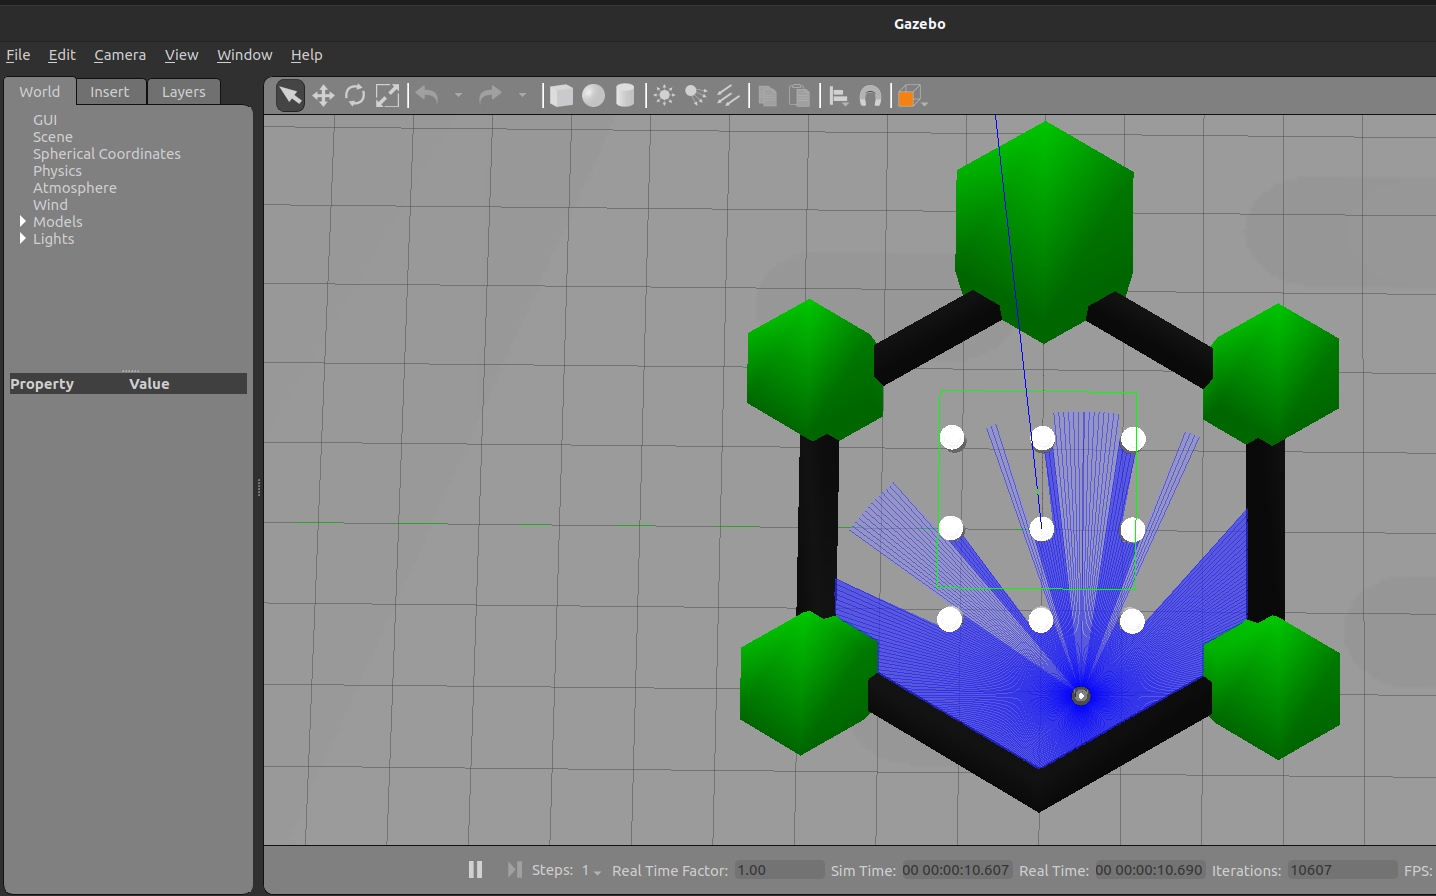 Gazebo
File Edit Camera View Window Help
World Insert Layers
GUI
Scene
Spherical Coordinates
Physics
Atmosphere
Wind
Models
Lights
Property Value
Steps: 1 Real Time Factor: 1.00 Sim Time: 00 00:00:10.607 Real Time: 00 00:00:10.690 Iterations: 10607 FPS: